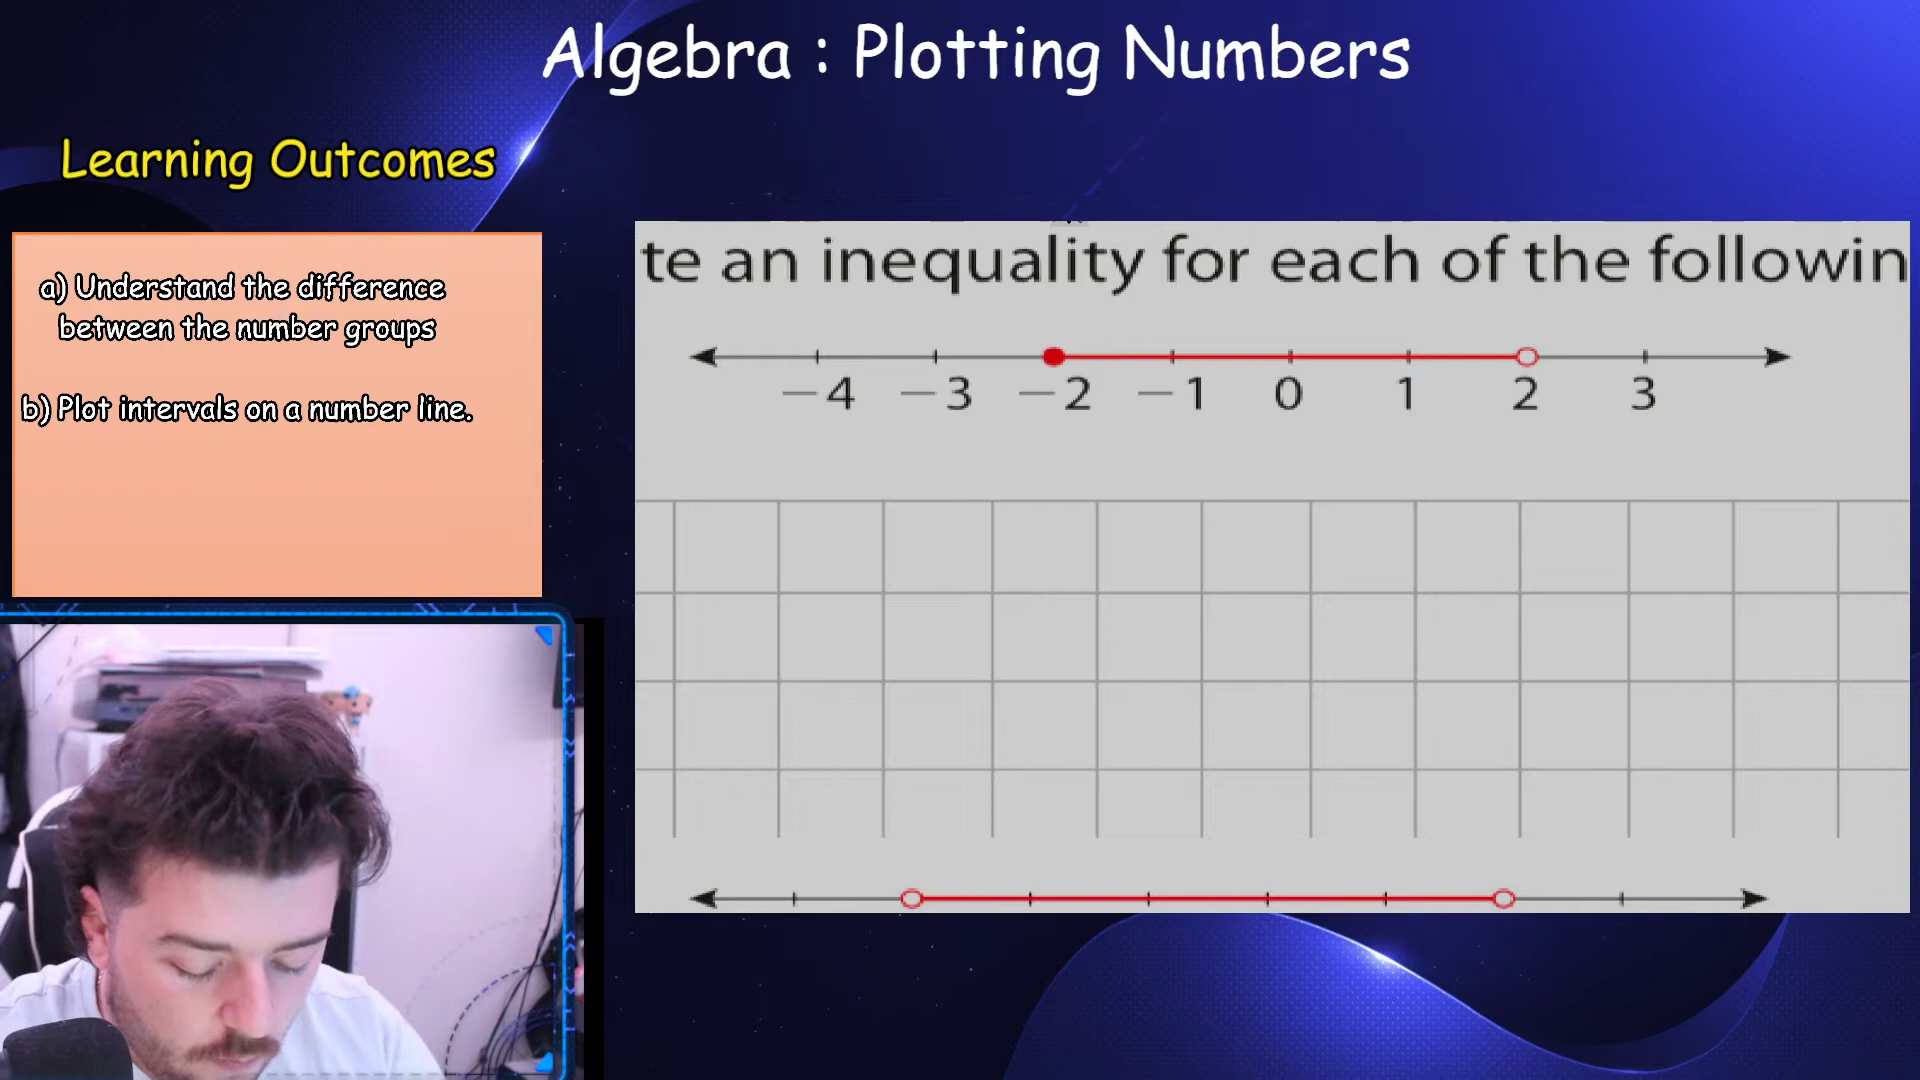 Algebra : Plotting Numbers
Learning Outcomes
a) Understand the difference
between the number groups
b) Plot intervals on a number line.
te an inequality for each of the followin
−4 −3 −2 −1 0 1 2 3